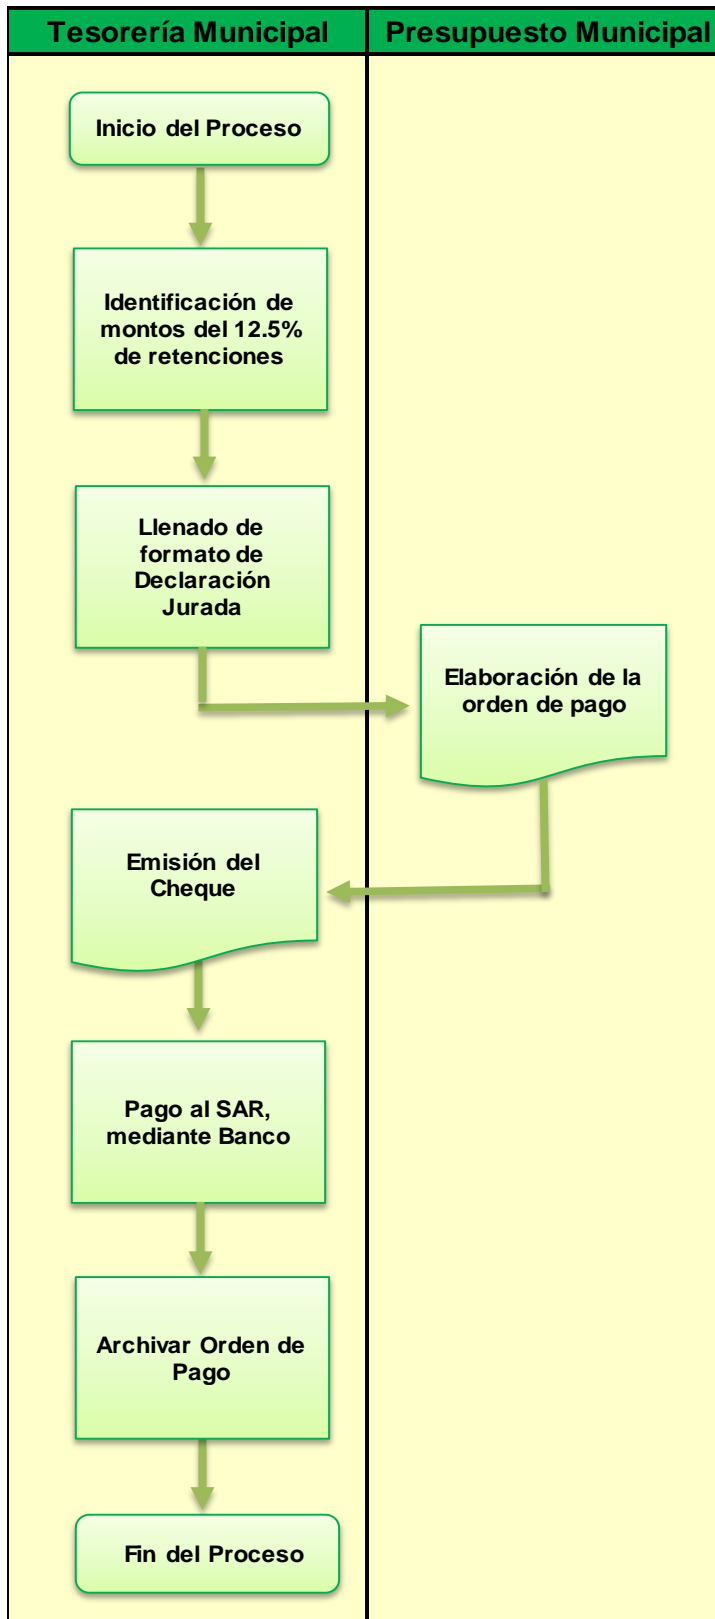 Tesorería Municipal
Presupuesto Municipal
Inicio del Proceso
Identificación de
montos del 12.5%
de retenciones
Llenado de
formato de
Declaración
Jurada
Elaboración de la
orden de pago
Emisión del
Cheque
Pago al SAR,
mediante Banco
Archivar Orden de
Pago
Fin del Proceso